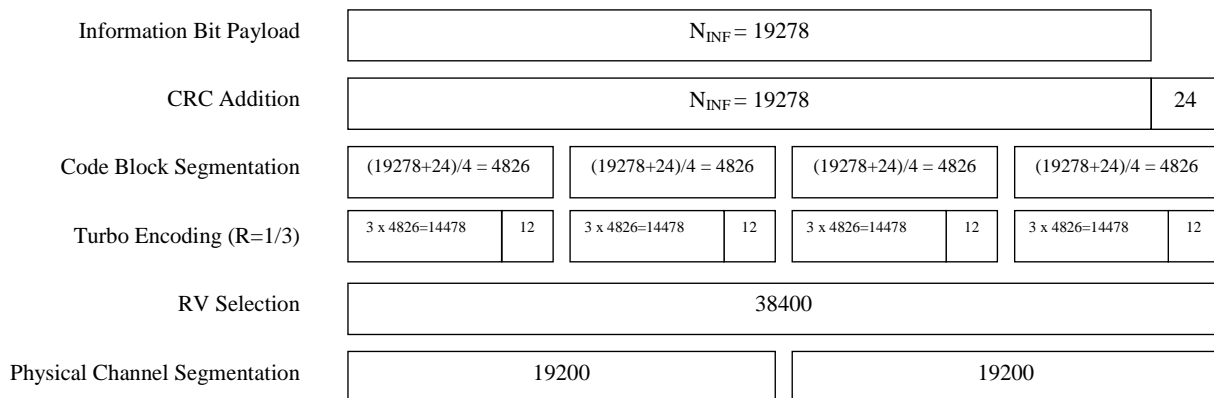 Information Bit Payload
N_INF = 19278
CRC Addition
N_INF = 19278 24
Code Block Segmentation
(19278+24)/4 = 4826 (19278+24)/4 = 4826 (19278+24)/4 = 4826 (19278+24)/4 = 4826
Turbo Encoding (R=1/3)
3 x 4826=14478 12 3 x 4826=14478 12 3 x 4826=14478 12 3 x 4826=14478 12
RV Selection
38400
Physical Channel Segmentation
19200 19200